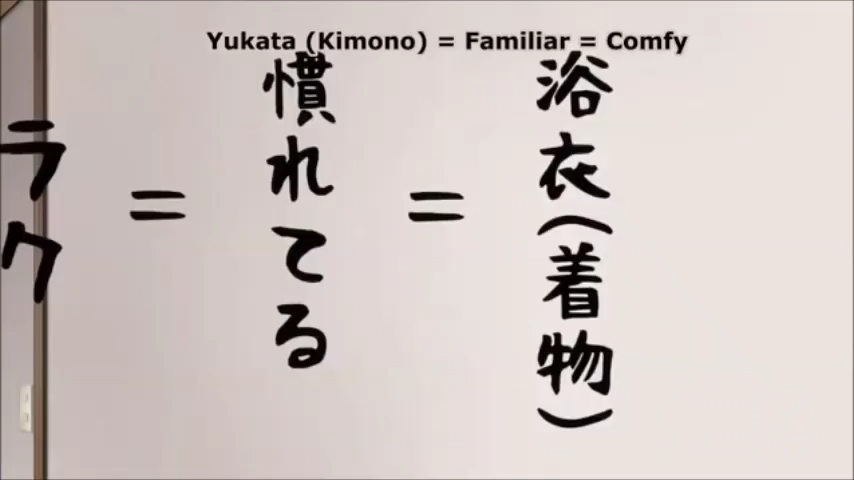 Yukata (Kimono) = Familiar = Comfy
浴衣(着物)
=
慣れてる
=
ラク